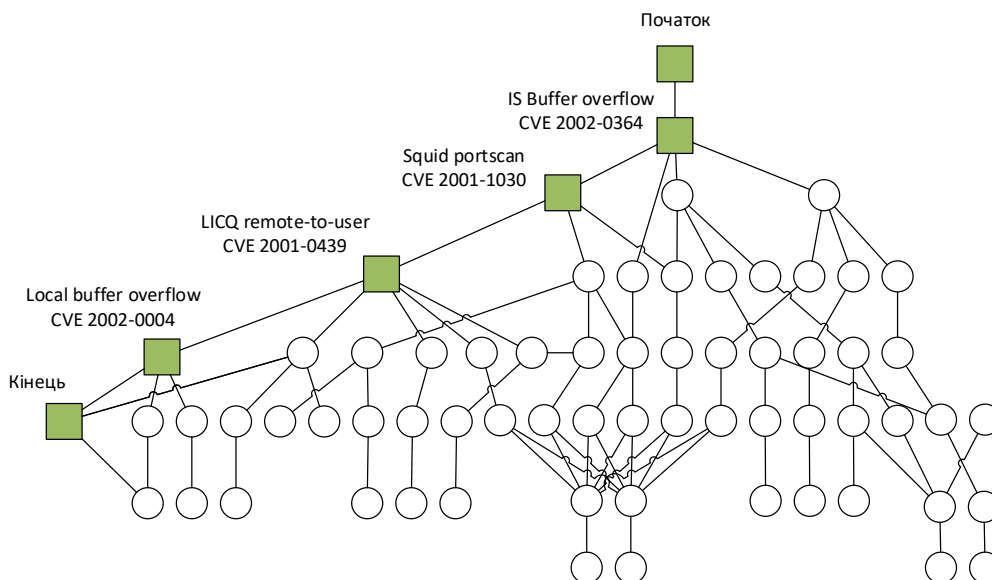 Початок
IS Buffer overflow
CVE 2002-0364
Squid portscan
CVE 2001-1030
LICQ remote-to-user
CVE 2001-0439
Local buffer overflow
CVE 2002-0004
Кінець